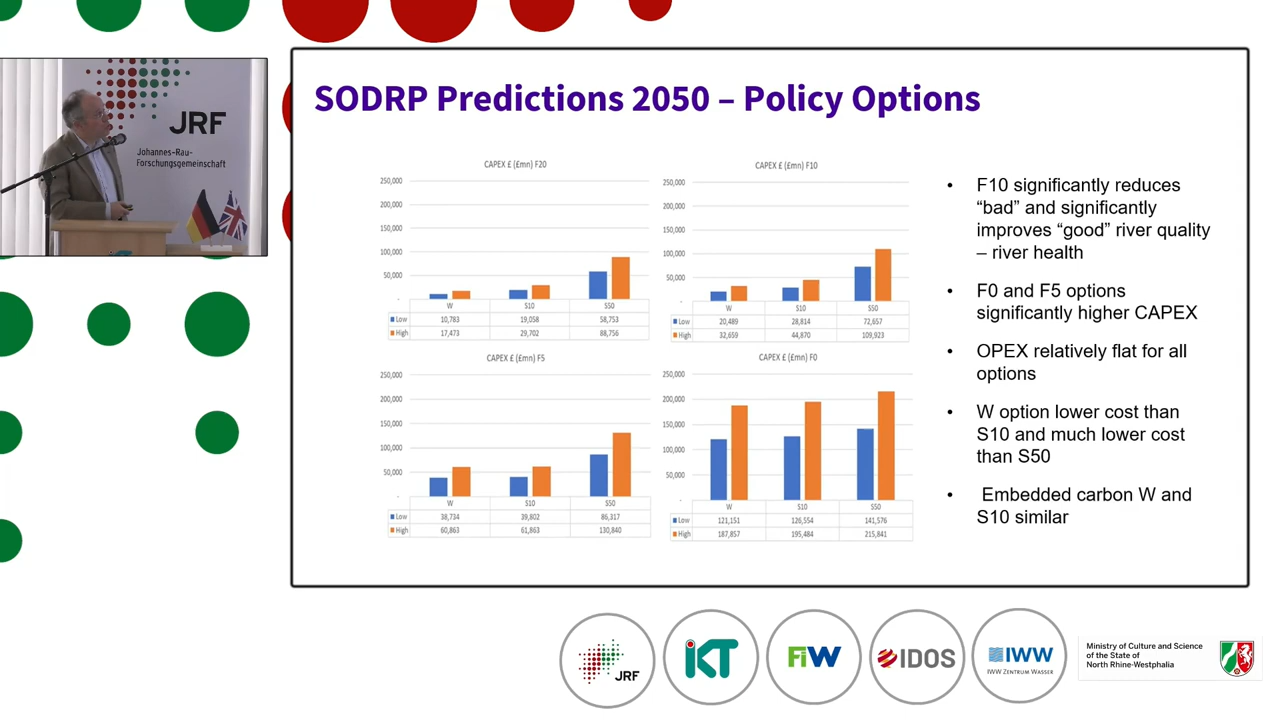 SODRP Predictions 2050 – Policy Options
JRF
Johannes-Rau-
Forschungsgemeinschaft
CAPEX £ (£mn) F20
250,000
200,000
150,000
100,000
50,000
-
W S10 S50
Low 10,783 19,058 58,753
High 17,473 29,702 88,756
CAPEX £ (£mn) F10
250,000
200,000
150,000
100,000
50,000
-
W S10 S50
Low 20,489 28,814 72,657
High 32,659 44,870 109,923
CAPEX £ (£mn) F5
250,000
200,000
150,000
100,000
50,000
-
W S10 S50
Low 38,734 39,802 86,317
High 60,863 61,863 130,840
CAPEX £ (£mn) F0
250,000
200,000
150,000
100,000
50,000
-
W S10 S50
Low 121,151 126,554 141,576
High 187,857 195,484 215,841
• F10 significantly reduces
“bad” and significantly
improves “good” river quality
– river health
• F0 and F5 options
significantly higher CAPEX
• OPEX relatively flat for all
options
• W option lower cost than
S10 and much lower cost
than S50
• Embedded carbon W and
S10 similar
JRF
iKT
FiW
IDOS
IWW
IWW ZENTRUM WASSER
Ministry of Culture and Science
of the State of
North Rhine-Westphalia